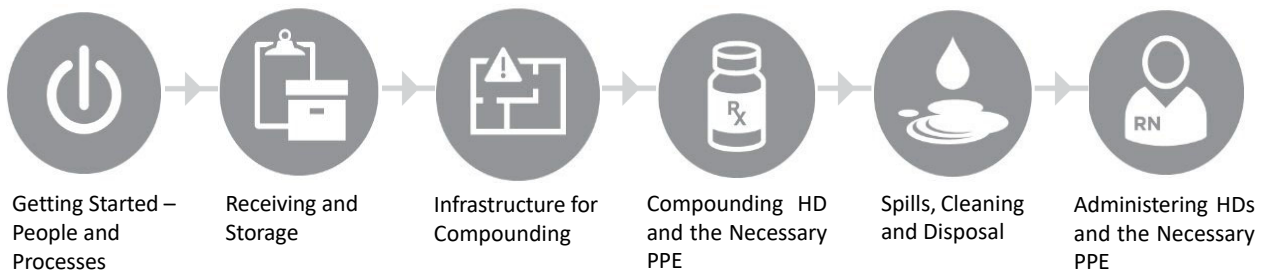 Rx
RN
Getting Started –
People and
Processes
Receiving and
Storage
Infrastructure for
Compounding
Compounding HD
and the Necessary
PPE
Spills, Cleaning
and Disposal
Administering HDs
and the Necessary
PPE